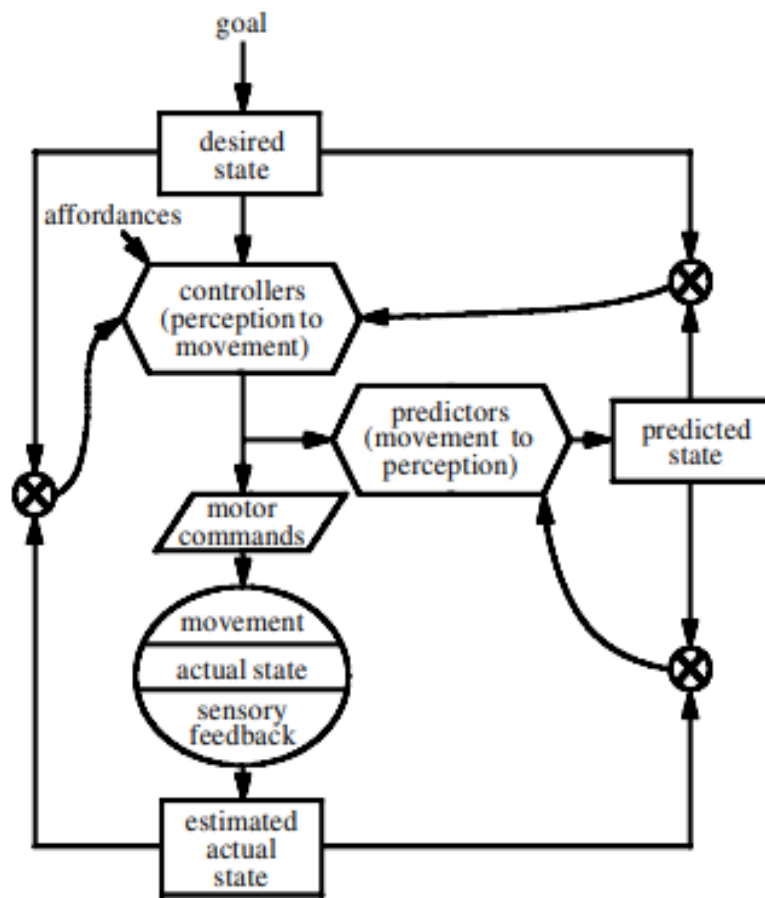 goal
desired
state
affordances
controllers
(perception to
movement)
predictors
(movement to
perception)
predicted
state
motor
commands
movement
actual state
sensory
feedback
estimated
actual
state